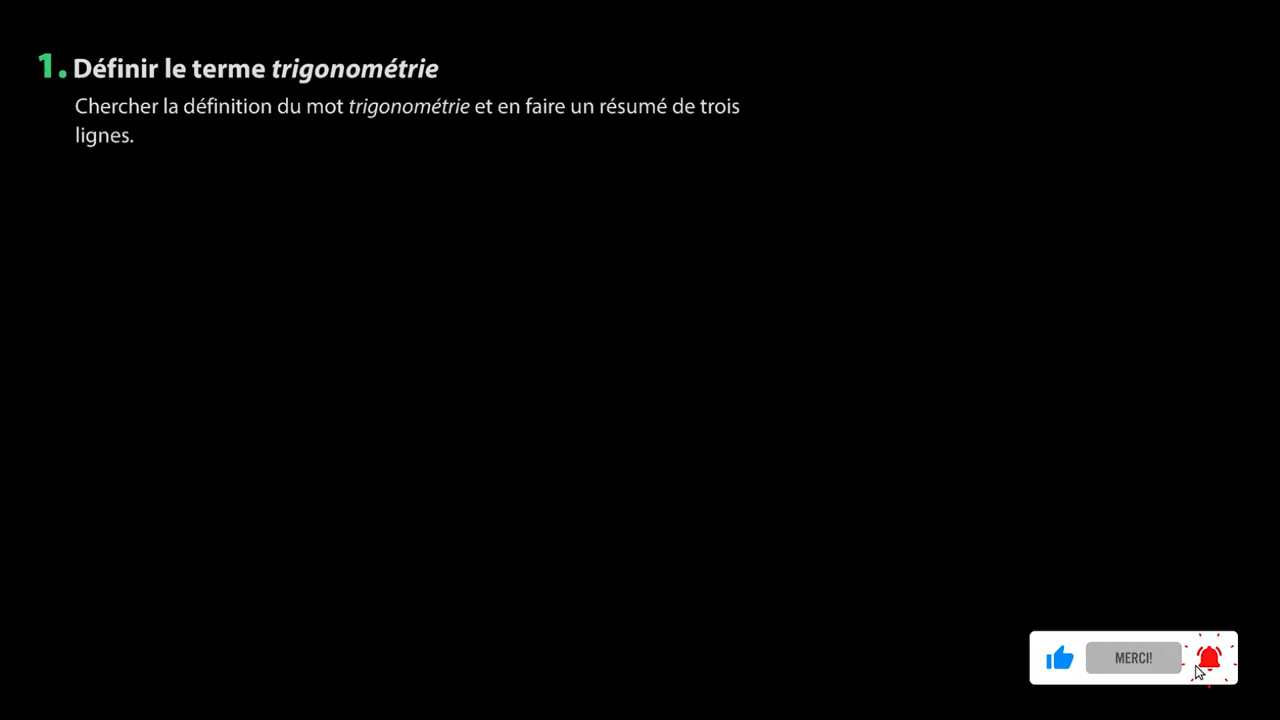 1. Définir le terme trigonométrie
Chercher la définition du mot trigonométrie et en faire un résumé de trois
lignes.
MERCI!